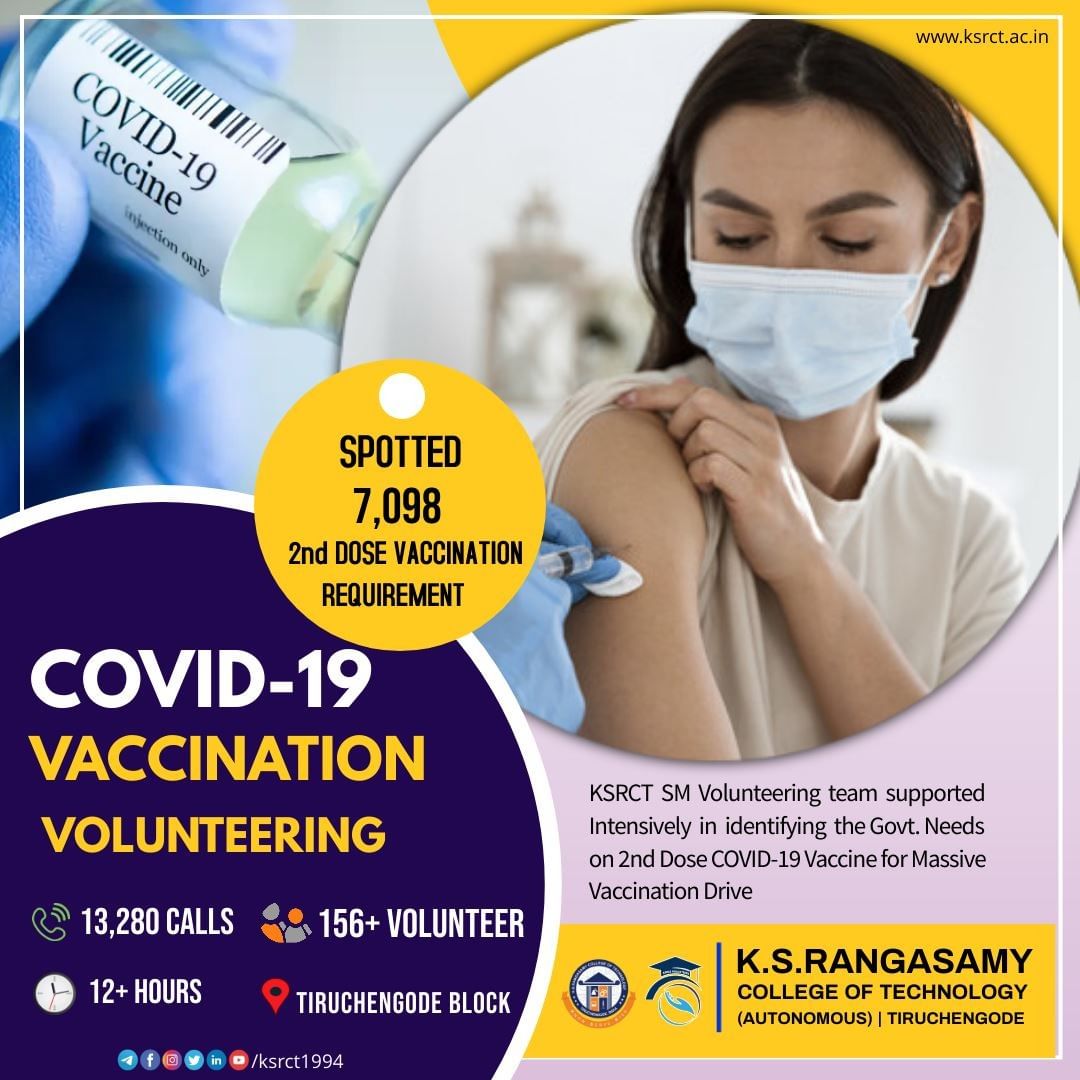 www.ksrct.ac.in
COVID-19
Vaccine
injection only
SPOTTED
7,098
2nd DOSE VACCINATION
REQUIREMENT
COVID-19
VACCINATION
VOLUNTEERING
13,280 CALLS
156+ VOLUNTEER
12+ HOURS
TIRUCHENGODE BLOCK
/ksrct1994
KSRCT SM Volunteering team supported
Intensively in identifying the Govt. Needs
on 2nd Dose COVID-19 Vaccine for Massive
Vaccination Drive
K.S.RANGASAMY
COLLEGE OF TECHNOLOGY
(AUTONOMOUS) | TIRUCHENGODE